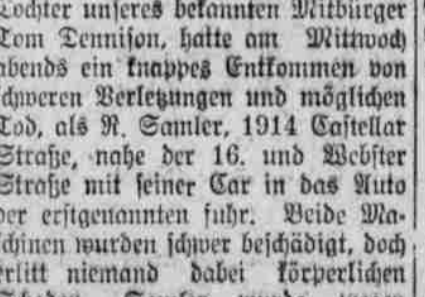 Tochter unseres bekannten Mitbürger
Tom Dennison, hatte am Mittwoch
abends ein knappes Entkommen von
schweren Verletzungen und möglichen
Tod, als R. Samler, 1914 Castellar
Straße, nahe der 16. und Webster
Straße mit seiner Car in das Auto
der erstgenannten fuhr. Beide Ma-
schinen wurden schwer beschädigt, doch
erlitt niemand dabei körperlichen